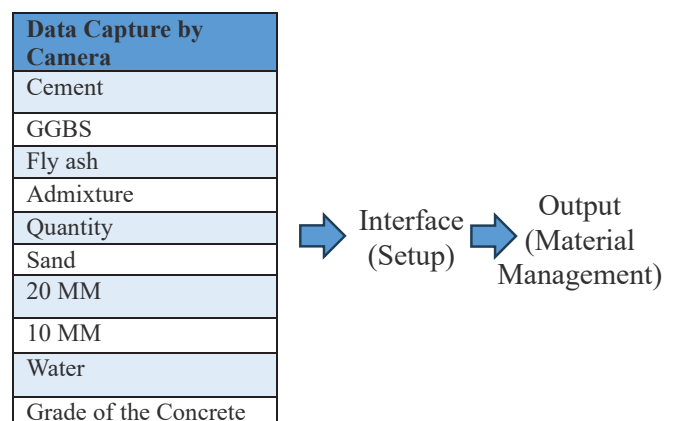 Data Capture by
Camera
Cement
GGBS
Fly ash
Admixture
Quantity
Sand
20 MM
10 MM
Water
Grade of the Concrete
Interface
(Setup)
Output
(Material
Management)